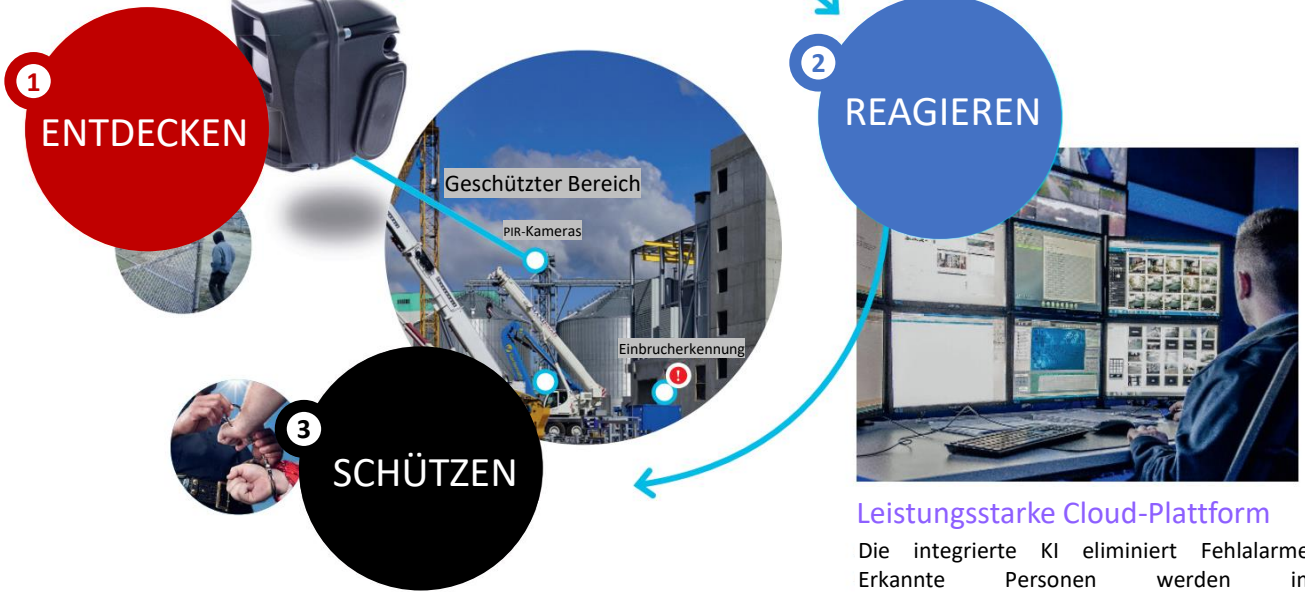 1
ENTDECKEN
2
REAGIEREN
Geschützter Bereich
PIR-Kameras
Einbrucherkennung
!
3
SCHÜTZEN
Leistungsstarke Cloud-Plattform
Die integrierte KI eliminiert Fehlalarme
Erkannte Personen werden